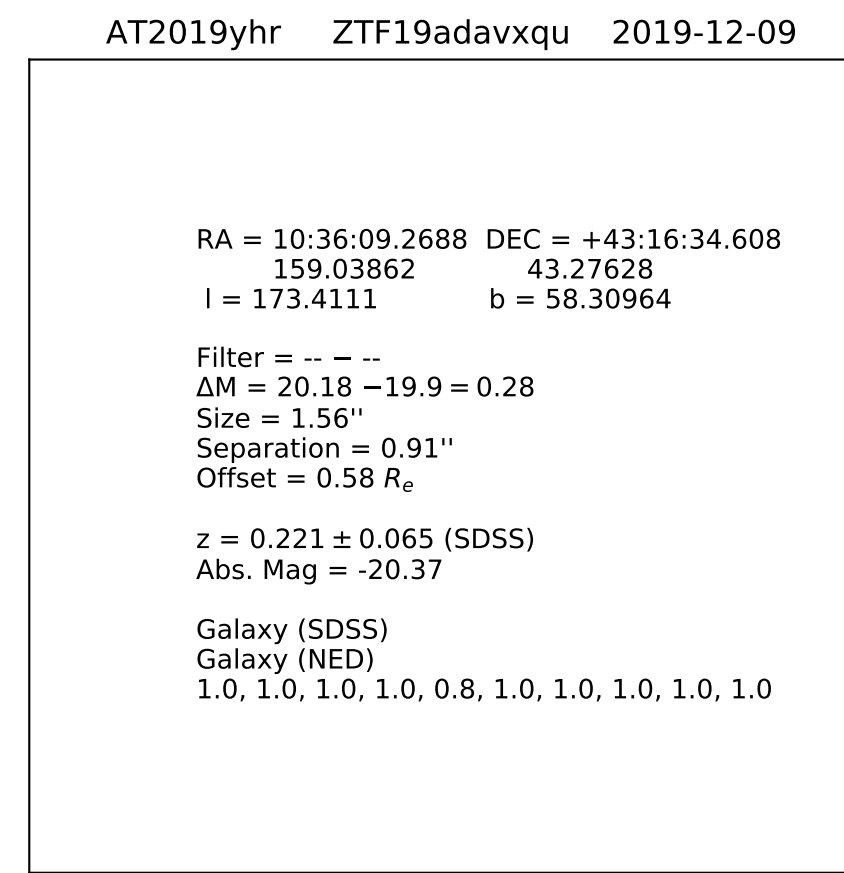 AT2019yhr ZTF19adavxqu 2019-12-09
RA = 10:36:09.2688 DEC = +43:16:34.608
159.03862 43.27628
l = 173.4111 b = 58.30964
Filter = -- − --
ΔM = 20.18 −19.9 = 0.28
Size = 1.56''
Separation = 0.91''
Offset = 0.58 Re
z = 0.221 ± 0.065 (SDSS)
Abs. Mag = -20.37
Galaxy (SDSS)
Galaxy (NED)
1.0, 1.0, 1.0, 1.0, 0.8, 1.0, 1.0, 1.0, 1.0, 1.0